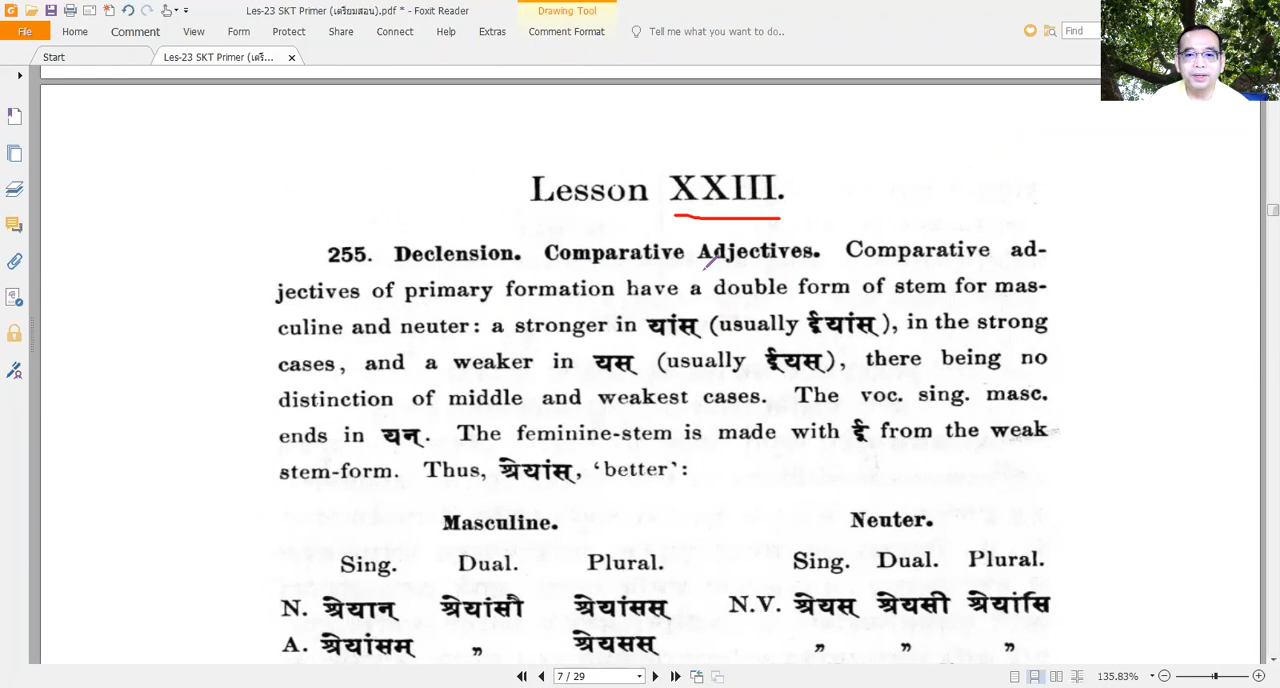 Les-23 SKT Primer (เตรียมสอน).pdf * - Foxit Reader
Drawing Tool
File Home Comment View Form Protect Share Connect Help Extras Comment Format Tell me what you want to do.. Find
Start Les-23 SKT Primer (เตรี...
Lesson XXIII.
255. Declension. Comparative Adjectives. Comparative ad-
jectives of primary formation have a double form of stem for mas-
culine and neuter: a stronger in यांस् (usually ईयांस्), in the strong
cases, and a weaker in यस् (usually ईयस्), there being no
distinction of middle and weakest cases. The voc. sing. masc.
ends in यन्. The feminine-stem is made with ई from the weak
stem-form. Thus, श्रेयांस्, ‘better’:
Masculine. Neuter.
Sing. Dual. Plural. Sing. Dual. Plural.
N. श्रेयान् श्रेयांसौ श्रेयांसस् N.V. श्रेयस् श्रेयसी श्रेयांसि
A. श्रेयांसम् „ श्रेयसस् „ „ „
7 / 29 135.83%